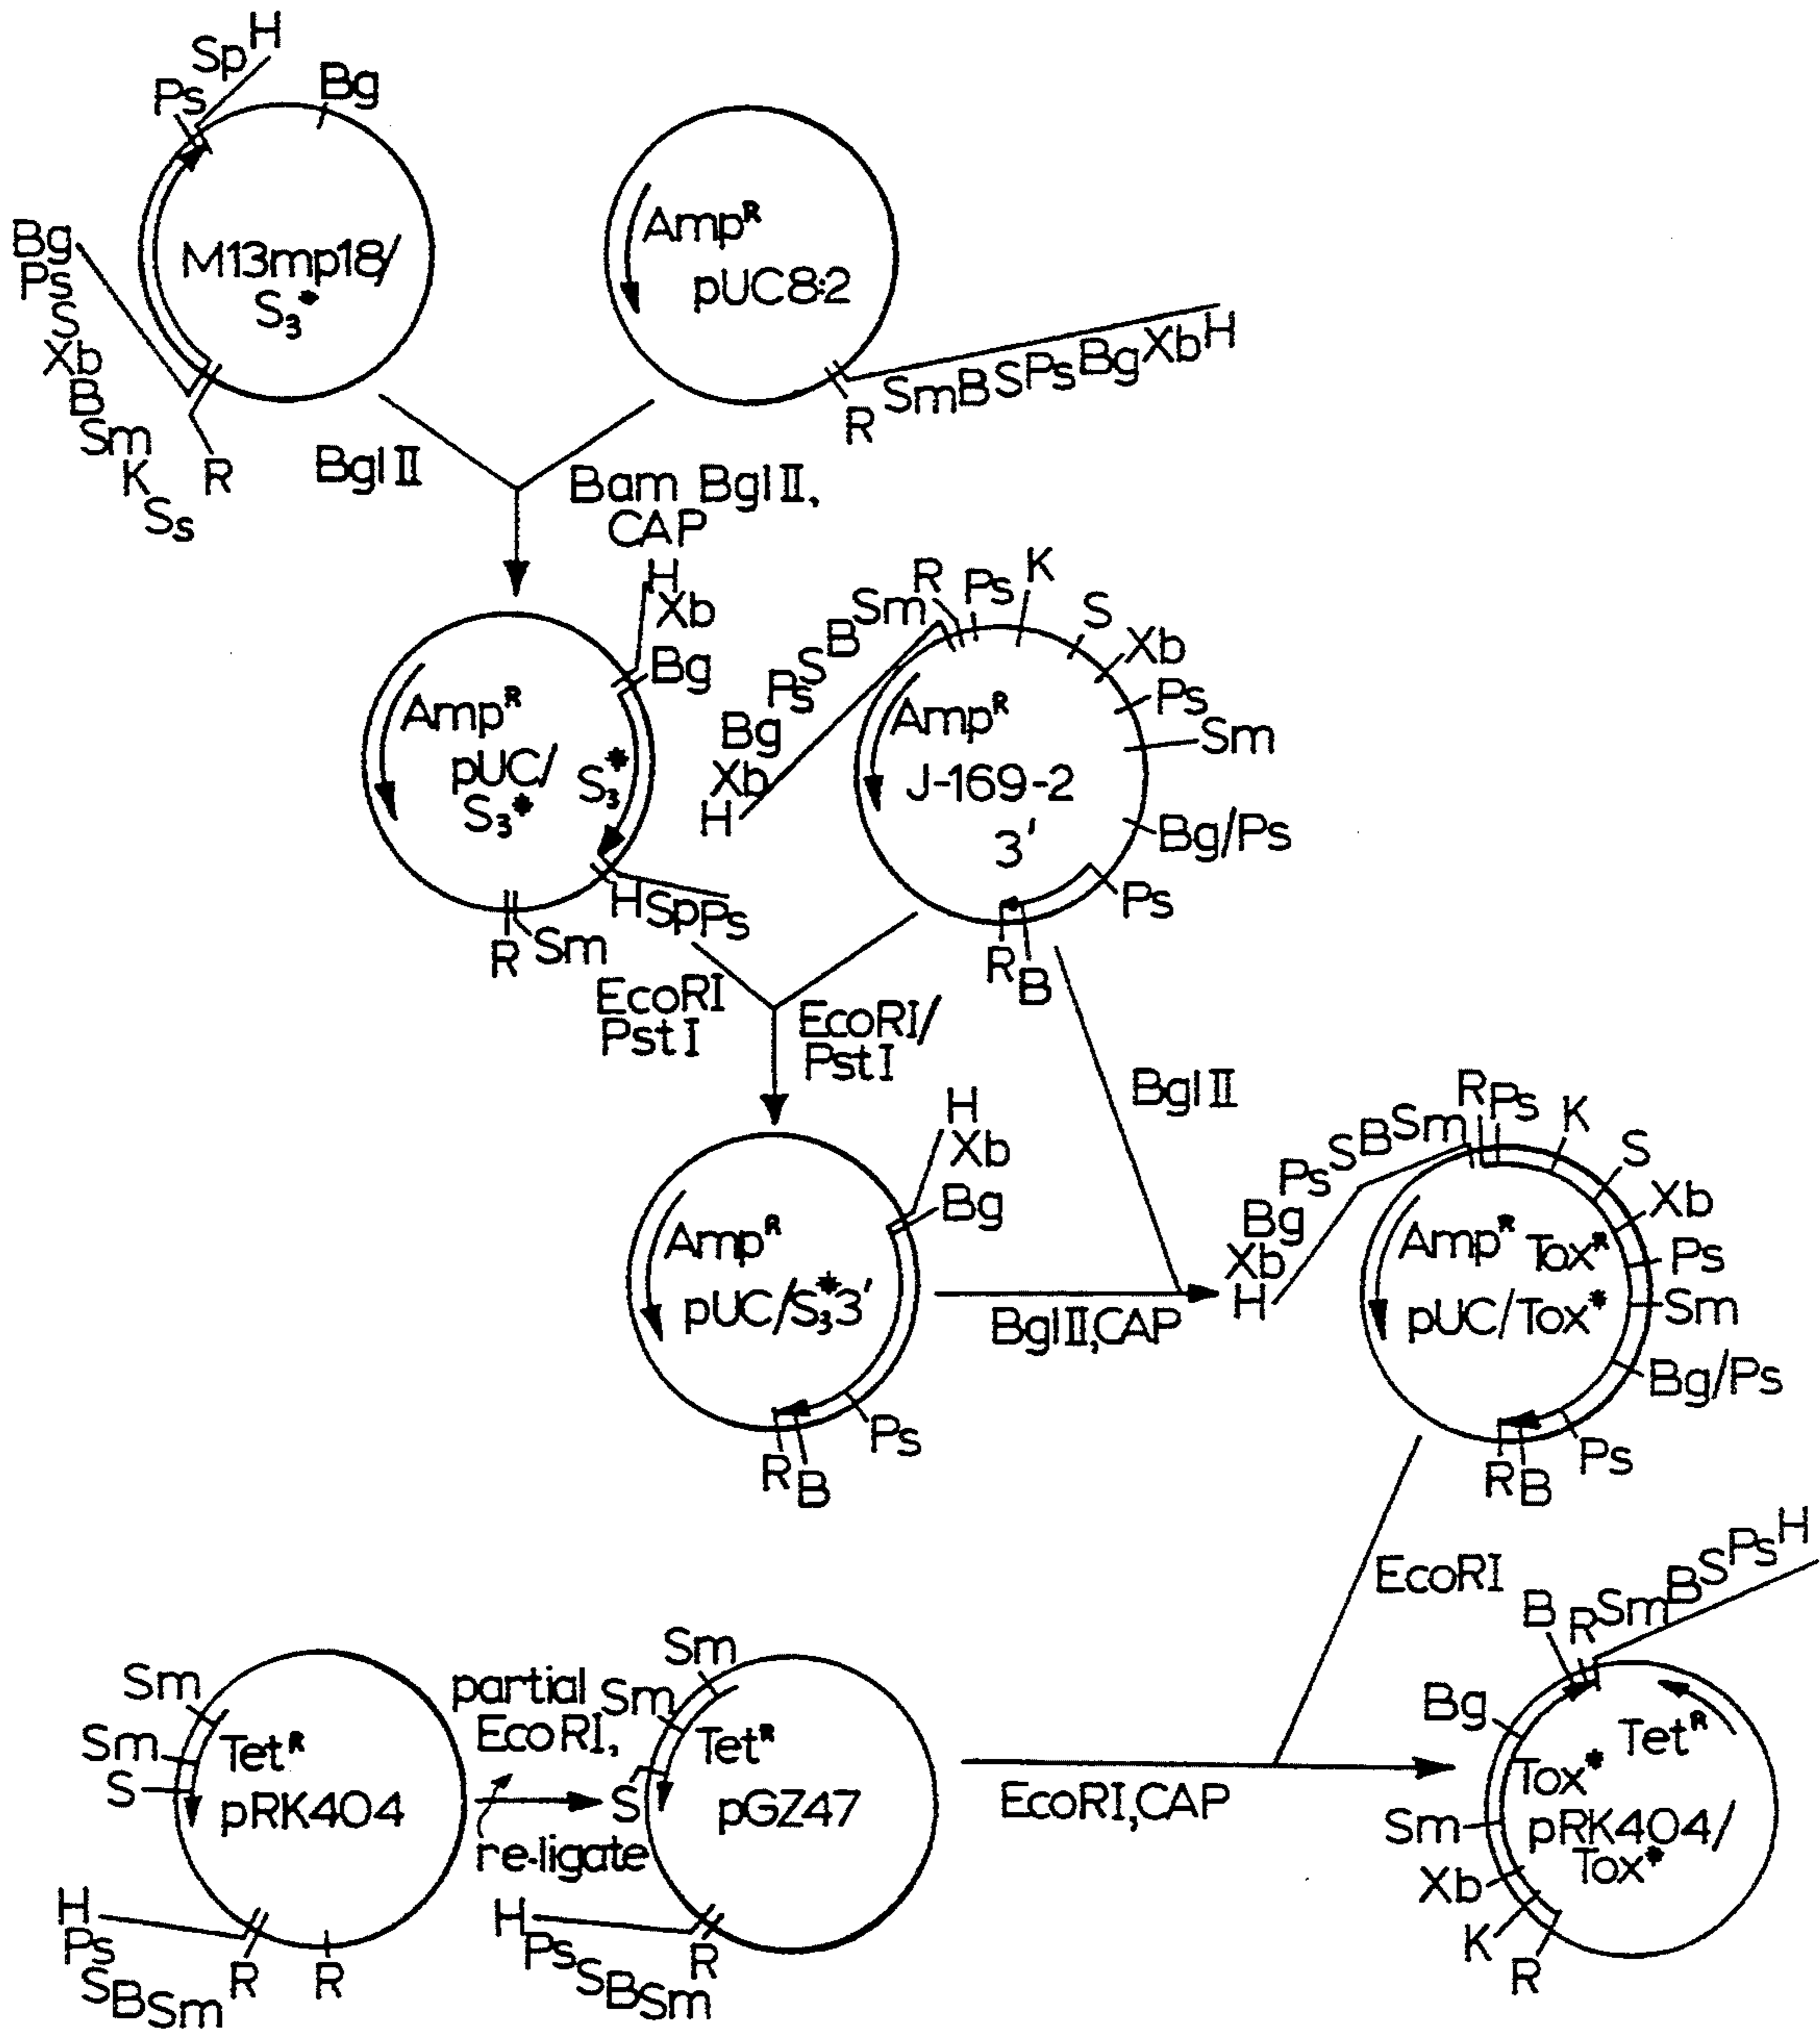 H
Sp
Ps
Bg
Bg
Ps
S
Xb
B
Sm
K
Ss
R
M13mp18/
S₃*
Ampᴿ
pUC8:2
R
Sm B S Ps Bg Xb H
Bgl II
Bam Bgl II,
CAP
H
Xb
Bg
Ampᴿ
pUC/
S₃*
S₃*
H Sp Ps
Sm
R
R
Ps
K
S
Xb
Ps
Sm
Bg/Ps
Ps
B
R
Sm
B
S
Ps
Bg
Xb
H
Ampᴿ
J-169-2
3'
EcoRI
PstI
EcoRI/
PstI
Bgl II
H
Xb
Bg
Ampᴿ
pUC/S₃*3'
Ps
B
R
Bgl II,CAP
R
Ps
K
S
Xb
Ps
Sm
Bg/Ps
Ps
B
R
Sm
B
S
Ps
Bg
Xb
H
Ampᴿ Toxᴿ
pUC/Tox*
EcoRI
Sm
Sm
S
Tetᴿ
pRK404
H
Ps
S
B
Sm
R
R
partial
EcoRI,
re-ligate
Sm
Sm
S
Tetᴿ
pGZ47
H
Ps
S
B
Sm
R
EcoRI,CAP
B
R
Sm B S Ps H
Bg
Tetᴿ
Tox*
pRK404/
Tox*
Sm
Xb
K
R